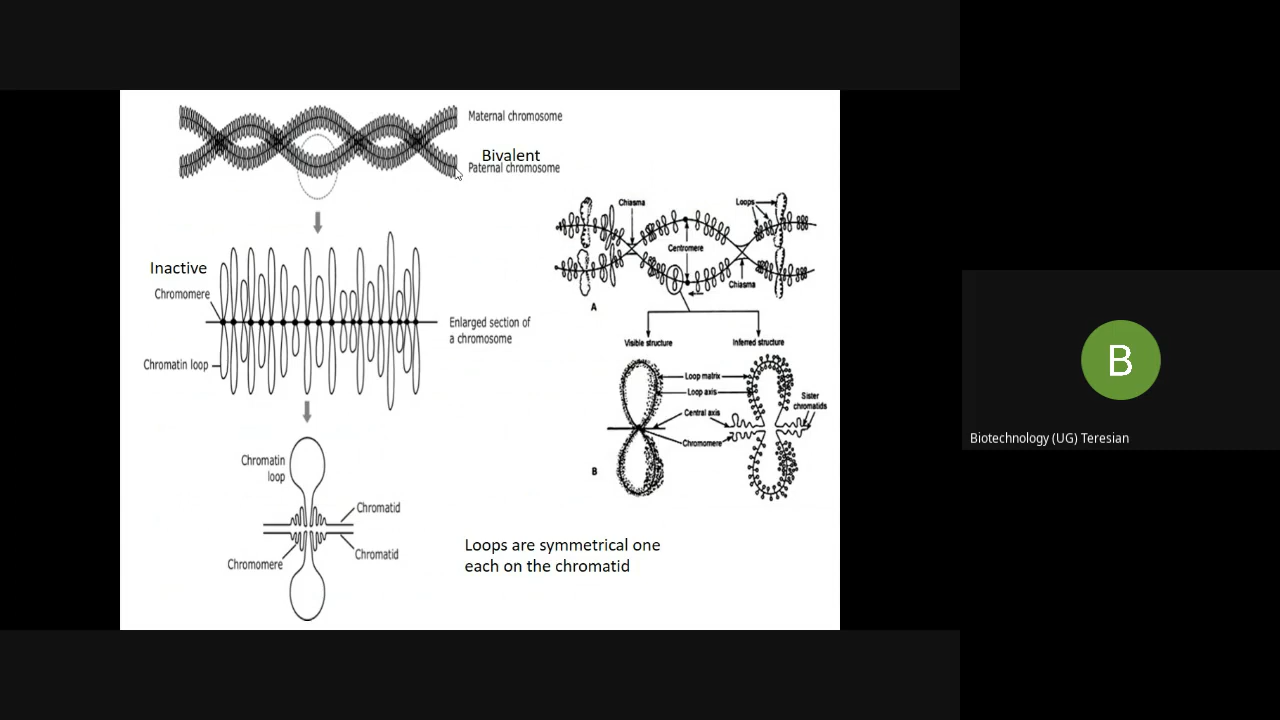 Maternal chromosome
Bivalent
Paternal chromosome
Inactive
Chromomere
Enlarged section of
a chromosome
Chromatin loop
Chromatin
loop
Chromatid
Chromomere
Chromatid
Chiasma
Loops
Centromere
Chiasma
A
Visible structure
Inferred structure
Loop matrix
Loop axis
Sister
chromatids
Central axis
Chromomere
B
Loops are symmetrical one
each on the chromatid
B
Biotechnology (UG) Teresian